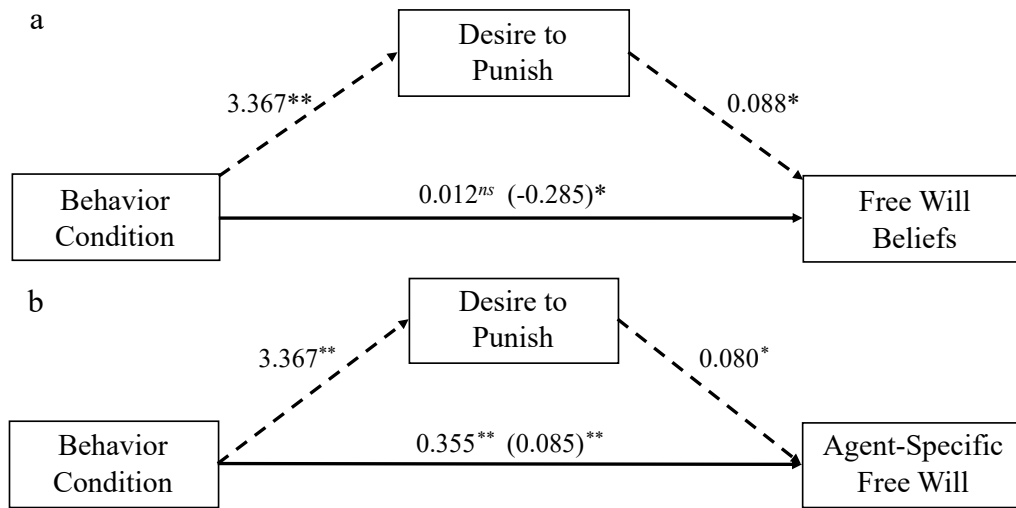 a
Desire to
Punish
3.367**
0.088*
Behavior
Condition
0.012ns (-0.285)*
Free Will
Beliefs
b
Desire to
Punish
3.367**
0.080*
Behavior
Condition
0.355** (0.085)**
Agent-Specific
Free Will